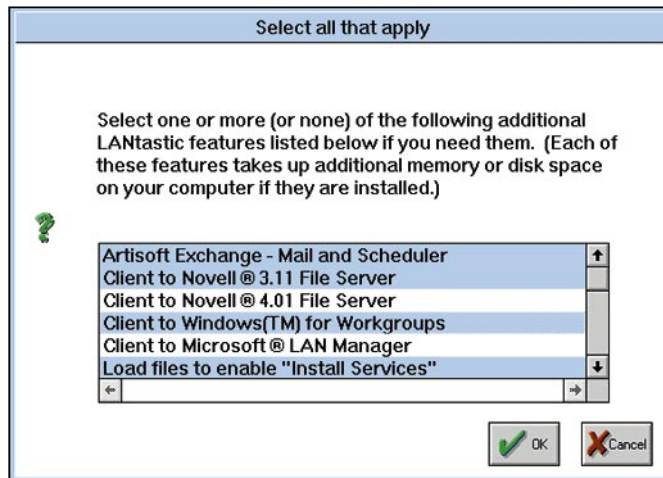 Select all that apply
Select one or more (or none) of the following additional
LANtastic features listed below if you need them. (Each of
these features takes up additional memory or disk space
on your computer if they are installed.)
Artisoft Exchange - Mail and Scheduler
Client to Novell ® 3.11 File Server
Client to Novell ® 4.01 File Server
Client to Windows(TM) for Workgroups
Client to Microsoft ® LAN Manager
Load files to enable "Install Services"
OK
Cancel